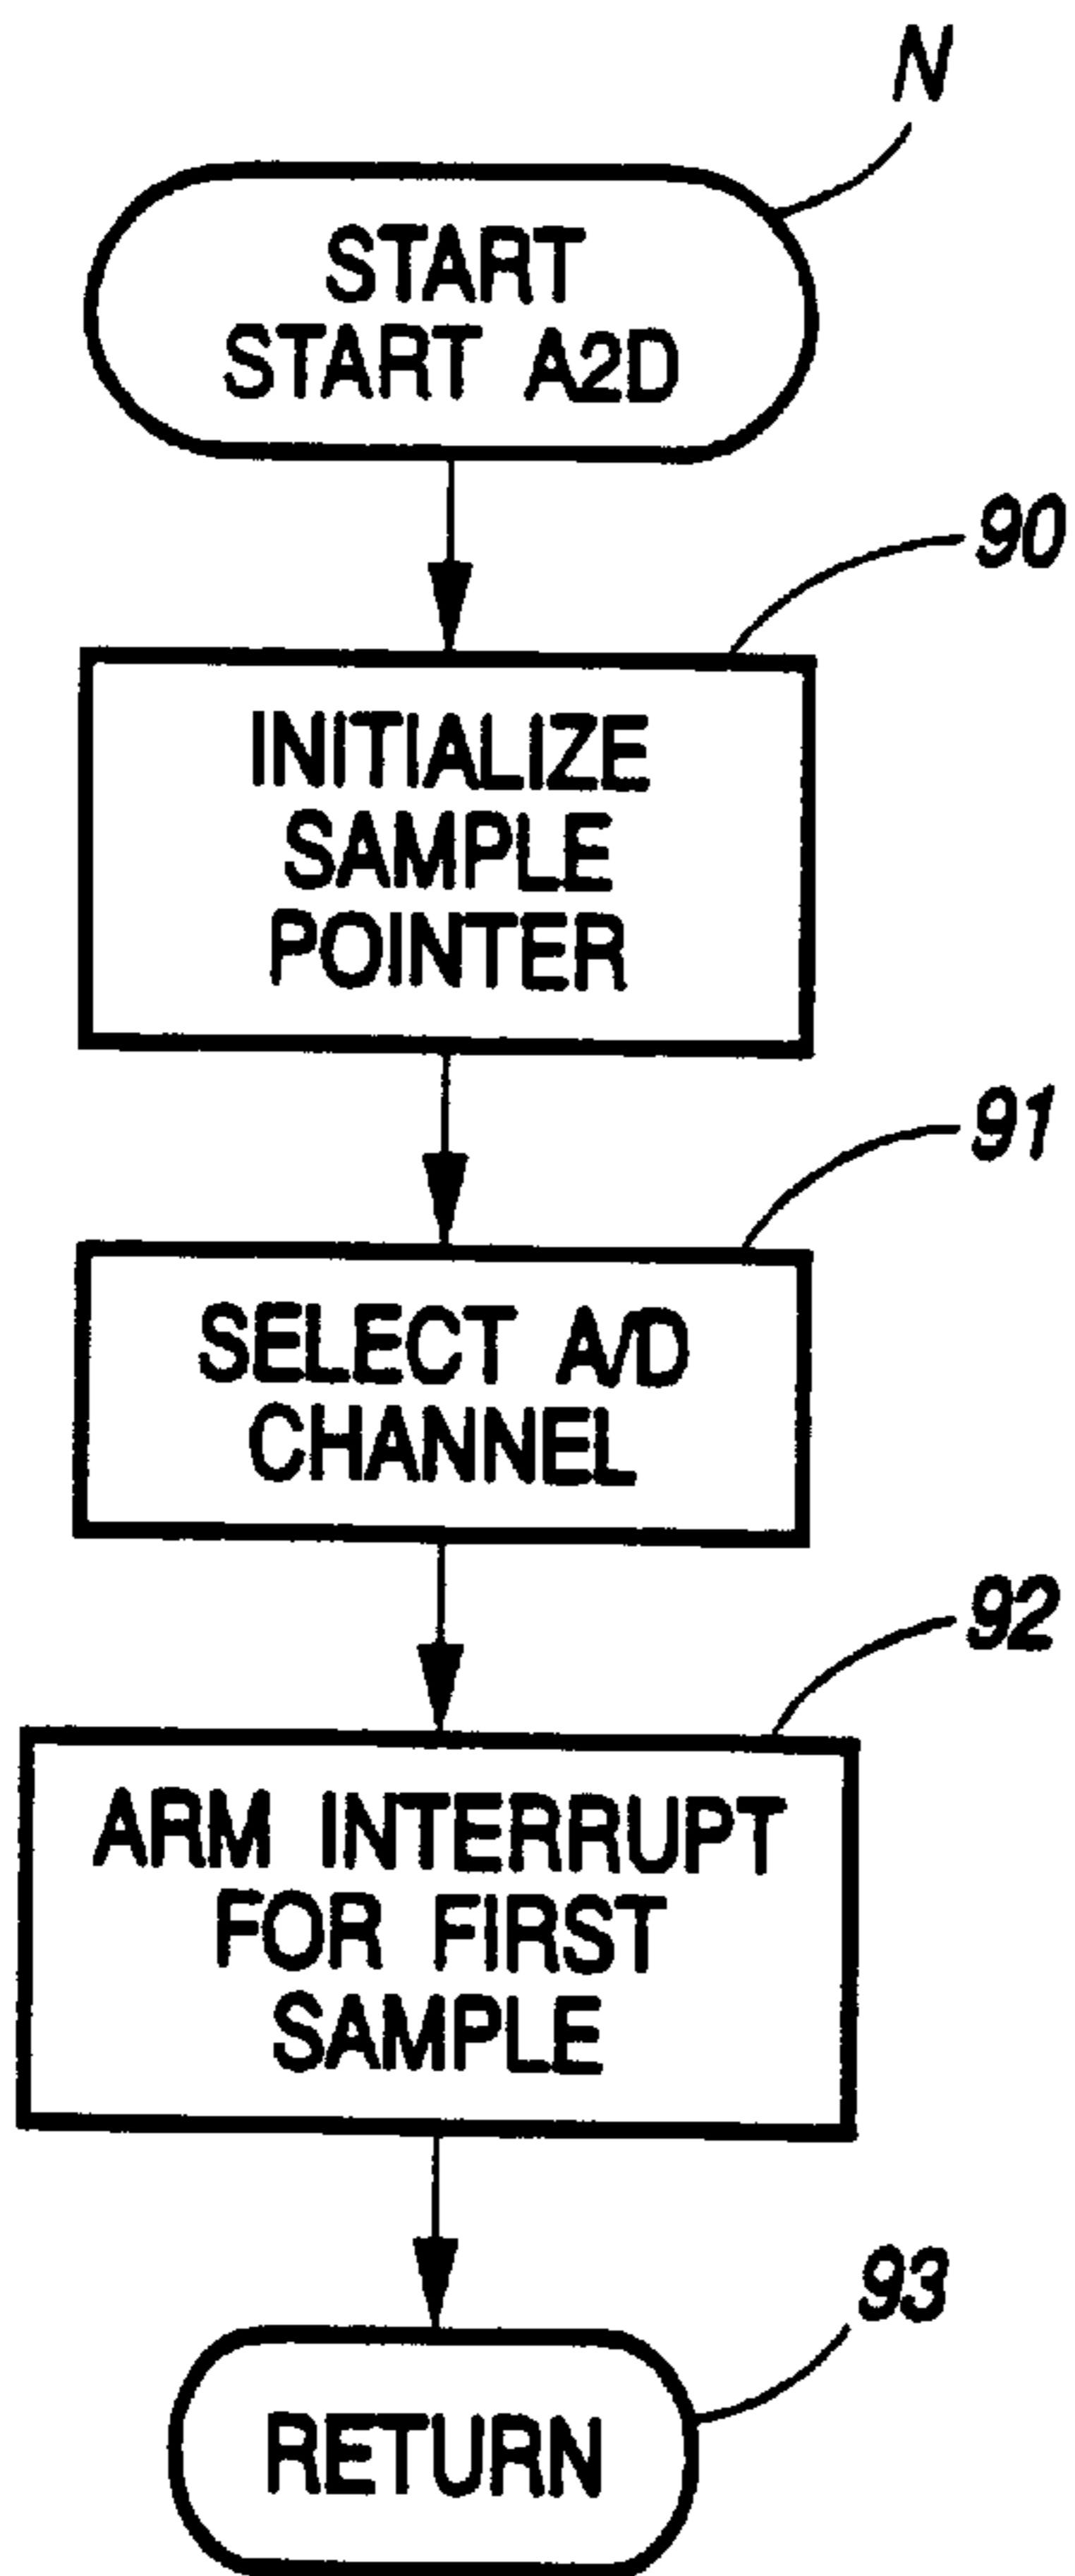 N
START
START A2D
90
INITIALIZE
SAMPLE
POINTER
91
SELECT A/D
CHANNEL
92
ARM INTERRUPT
FOR FIRST
SAMPLE
93
RETURN